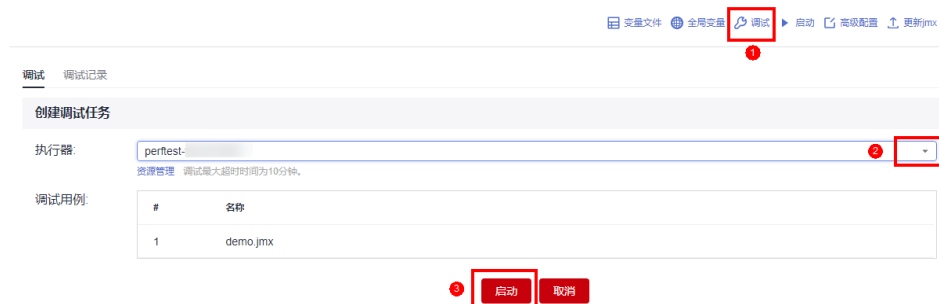 变量文件 全局变量 调试 启动 高级配置 更新jmx
1
调试 调试记录
创建调试任务
执行器: perftest- 2
资源管理 调试最大超时时间为10分钟。
调试用例: # 名称
1 demo.jmx
3 启动 取消